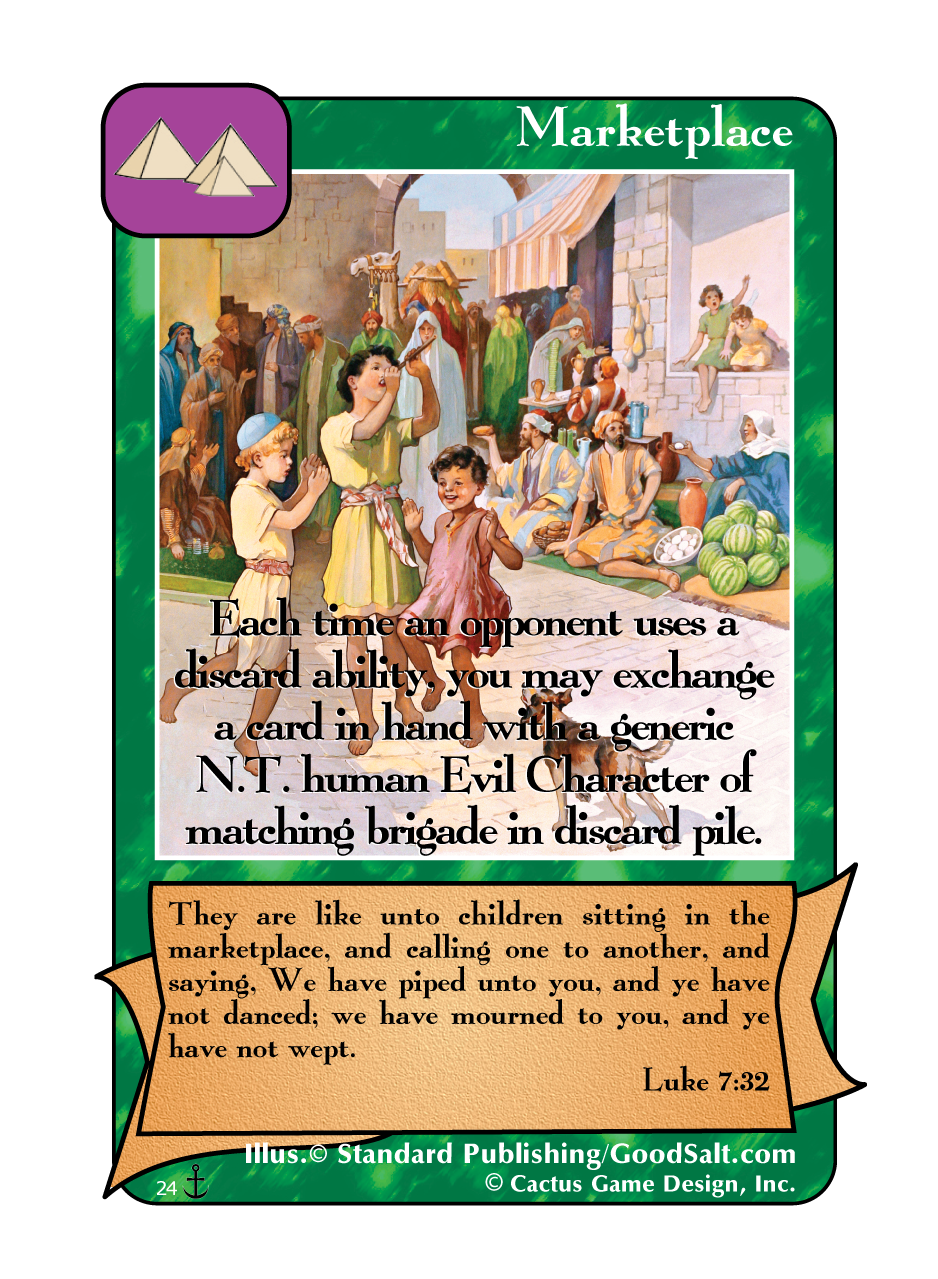 Marketplace
Each time an opponent uses a
discard ability, you may exchange
a card in hand with a generic
N.T. human Evil Character of
matching brigade in discard pile.
They are like unto children sitting in the
marketplace, and calling one to another, and
saying, We have piped unto you, and ye have
not danced; we have mourned to you, and ye
have not wept.
Luke 7:32
Illus.© Standard Publishing/GoodSalt.com
© Cactus Game Design, Inc.
24